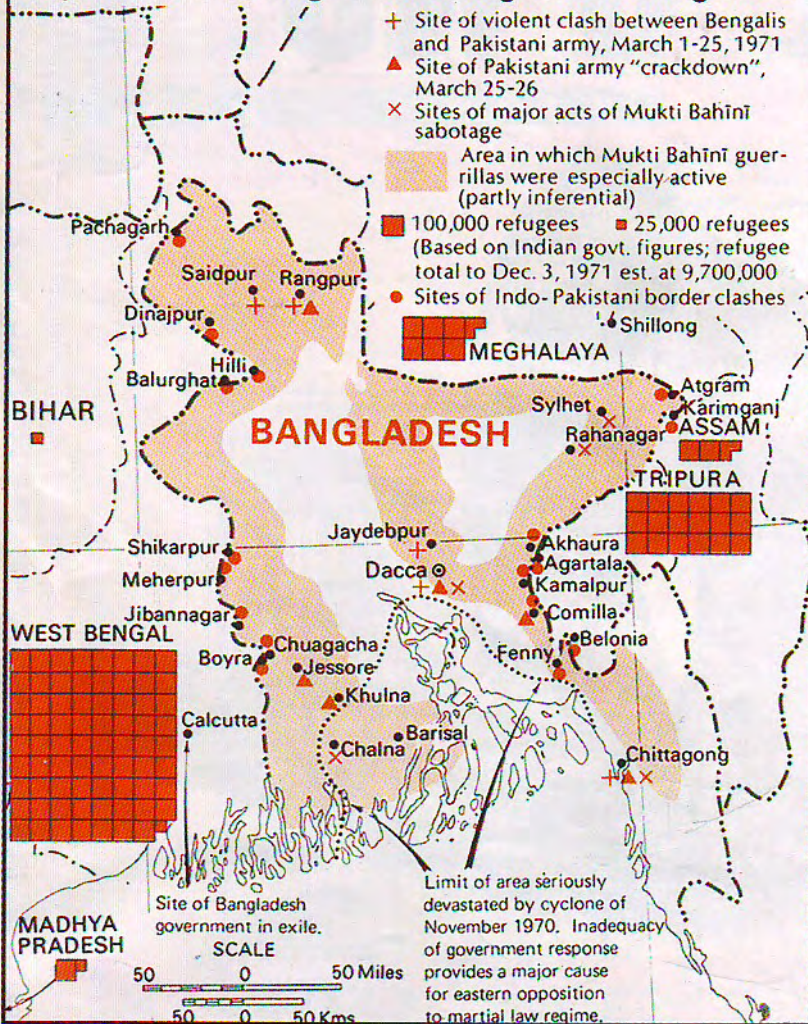 + Site of violent clash between Bengalis
and Pakistani army, March 1-25, 1971
▲ Site of Pakistani army "crackdown",
March 25-26
× Sites of major acts of Mukti Bahīnī
sabotage
Area in which Mukti Bahīnī guer-
rillas were especially active
(partly inferential)
100,000 refugees 25,000 refugees
(Based on Indian govt. figures; refugee
total to Dec. 3, 1971 est. at 9,700,000
Sites of Indo-Pakistani border clashes
Pachagarh
Saidpur
Rangpur
Dinajpur
Shillong
MEGHALAYA
Hilli
Balurghat
Atgram
Karimganj
ASSAM
BIHAR
Sylhet
Rahanagar
BANGLADESH
TRIPURA
Jaydebpur
Shikarpur
Akhaura
Agartala
Dacca
Meherpur
Kamalpur
Jibannagar
Comilla
WEST BENGAL
Chuagacha
Belonia
Boyra
Jessore
Fenny
Khulna
Calcutta
Barisal
Chalna
Chittagong
Site of Bangladesh
government in exile.
Limit of area seriously
devastated by cyclone of
November 1970. Inadequacy
of government response
provides a major cause
for eastern opposition
to martial law regime.
MADHYA
PRADESH
SCALE
50 0 50 Miles
50 0 50 Kms